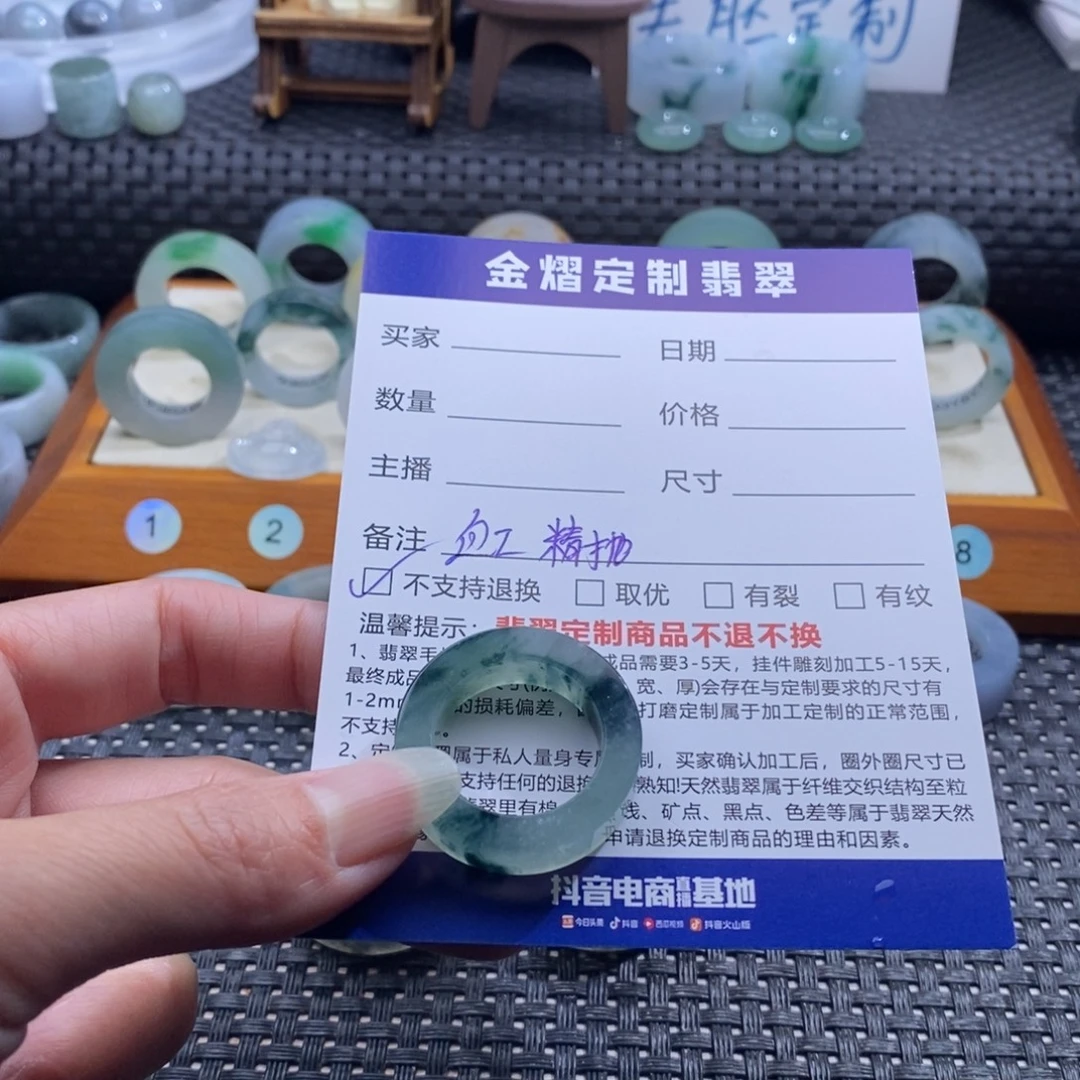 毛胚定制
金熠定制翡翠
买家 日期
数量 价格
主播 尺寸
备注 加工 精抛
不支持退换 取优 有裂 有纹
温馨提示: 翡翠定制商品不退不换
1、翡翠毛 成品需要3-5天，挂件雕刻加工5-15天，
最终成品 宽、厚)会存在与定制要求的尺寸有
1-2m 的损耗偏差， 打磨定制属于加工定制的正常范围，
不支持 。
2、定 属于私人量身专 制，买家确认加工后，圈外圈尺寸已
支持任何的退换 熟知!天然翡翠属于纤维交织结构至粒
翠里有棉 线、矿点、黑点、色差等属于翡翠天然
申请退换定制商品的理由和因素。
抖音电商直播基地
今日头条 抖音 西瓜视频 抖音火山版
1
2
8